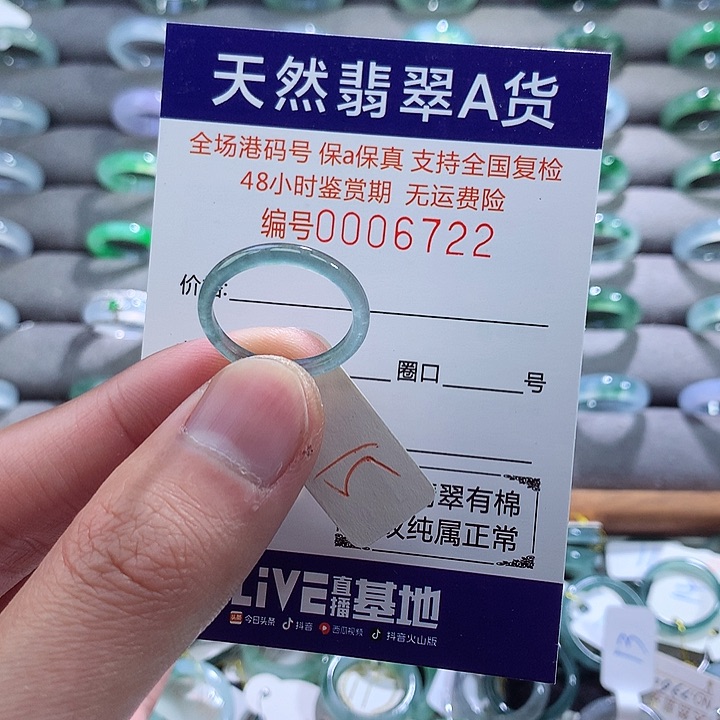 天然翡翠A货
全场港码号 保a保真 支持全国复检
48小时鉴赏期 无运费险
编号0006722
价
圈口 号
翠有棉
纯属正常
LiVE直播基地
今日头条 抖音 西瓜视频 抖音火山版
13